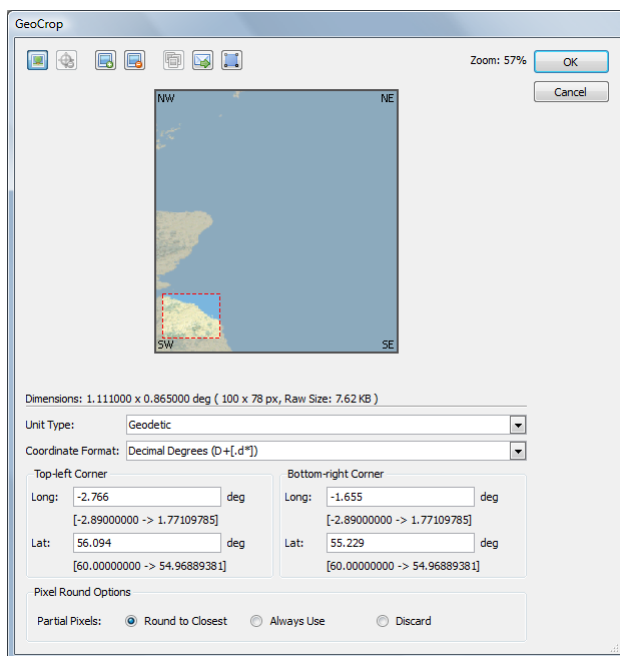 GeoCrop
Zoom: 57%
OK
Cancel
NW
NE
SW
SE
Dimensions: 1.111000 x 0.865000 deg ( 100 x 78 px, Raw Size: 7.62 KB )
Unit Type: Geodetic
Coordinate Format: Decimal Degrees (D+[.d*])
Top-left Corner
Long: -2.766 deg
[-2.89000000 -> 1.77109785]
Lat: 56.094 deg
[60.00000000 -> 54.96889381]
Bottom-right Corner
Long: -1.655 deg
[-2.89000000 -> 1.77109785]
Lat: 55.229 deg
[60.00000000 -> 54.96889381]
Pixel Round Options
Partial Pixels: Round to Closest Always Use Discard